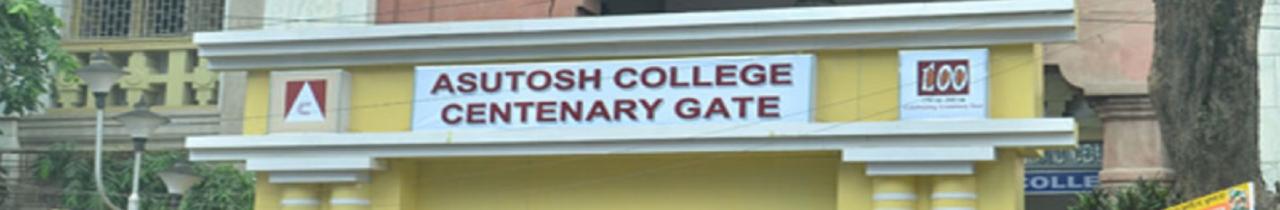 ASUTOSH COLLEGE
CENTENARY GATE
100
COLLE